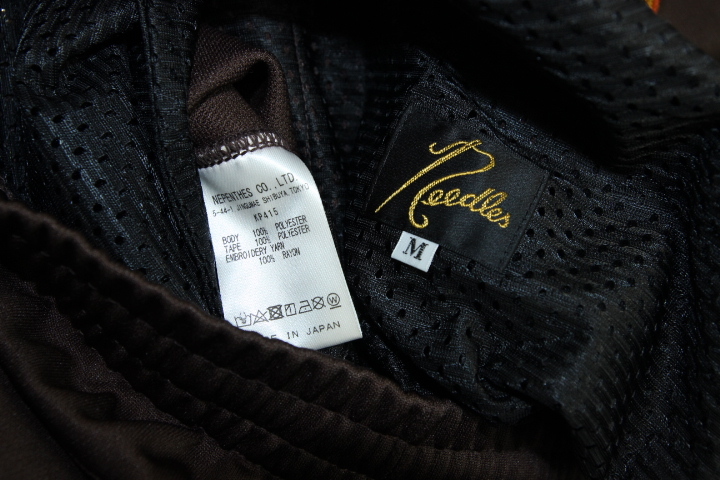 NEPENTHES CO.,LTD.
5-44-1 JINGUMAE SHIBUYA TOKYO
KP415
BODY 100% POLYESTER
TAPE 100% POLYESTER
EMBROIDERY YARN
100% RAYON
IN JAPAN
Needles
M